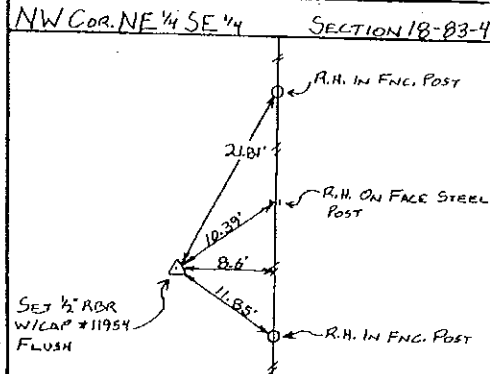 NW COR. NE 1/4 SE 1/4 SECTION 18-83-4
R.H. IN FNC. POST
21.81'
R.H. ON FACE STEEL
POST
10.39'
8.6'
11.85'
SET 1/2" RBR
W/CAP #11954
FLUSH
R.H. IN FNC. POST